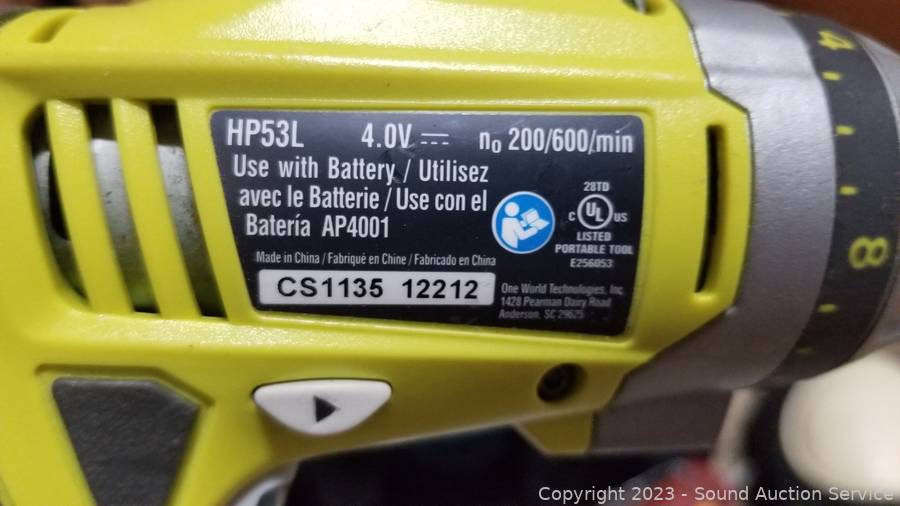 HP53L 4.0V ⎓ n₀ 200/600/min
Use with Battery / Utilisez
avec le Batterie / Use con el
Batería AP4001
Made in China / Fabriqué en Chine / Fabricado en China
CS1135 12212
28TD
C UL US
LISTED
PORTABLE TOOL
E256053
One World Technologies, Inc.
1428 Pearman Dairy Road
Anderson, SC 29625
4
8
Copyright 2023 - Sound Auction Service